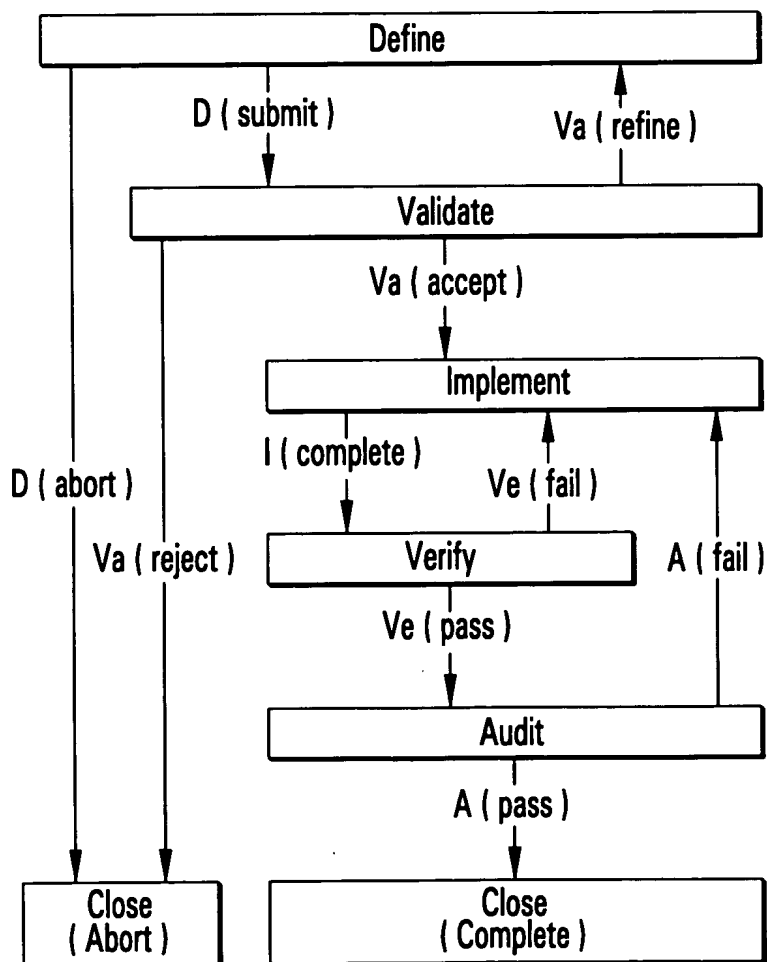 Define
D ( submit )
Va ( refine )
Validate
Va ( accept )
Implement
I ( complete )
D ( abort )
Ve ( fail )
Va ( reject )
Verify
A ( fail )
Ve ( pass )
Audit
A ( pass )
Close
( Abort )
Close
( Complete )